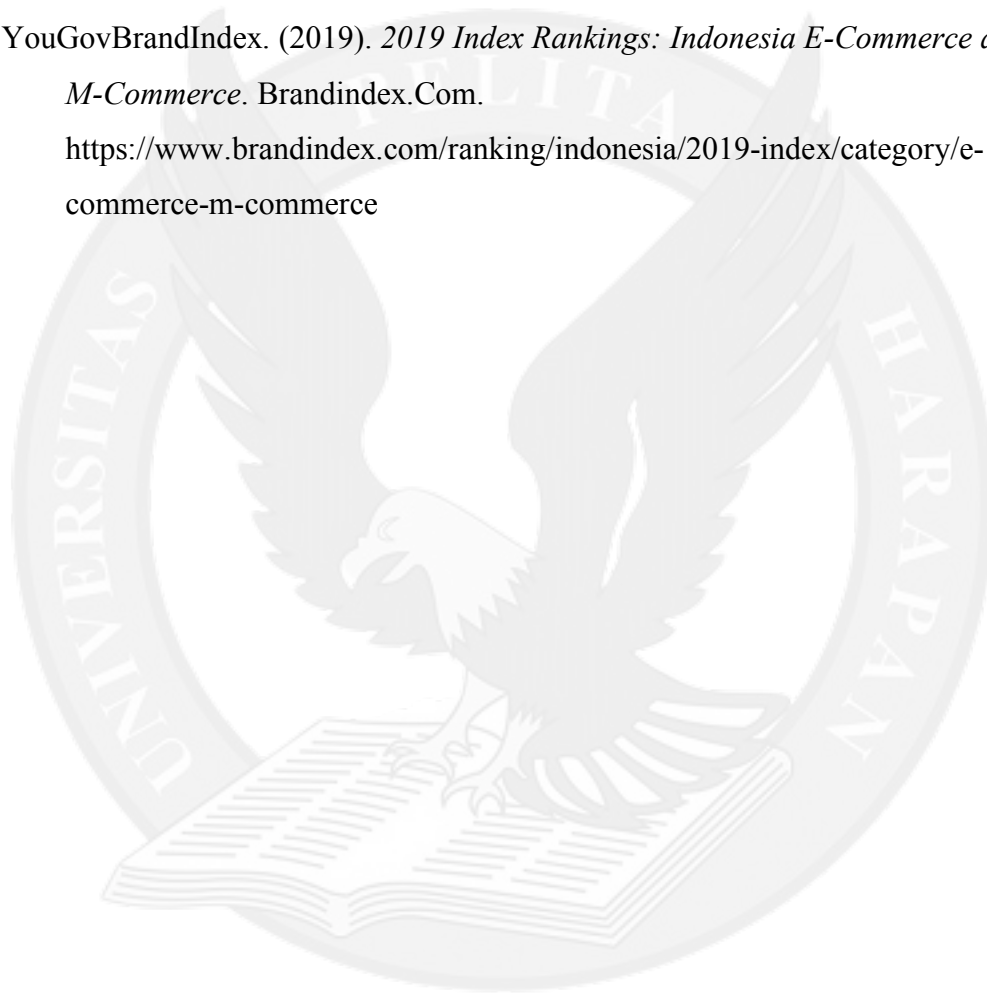 YouGovBrandIndex. (2019). 2019 Index Rankings: Indonesia E-Commerce
M-Commerce. Brandindex.Com.
https://www.brandindex.com/ranking/indonesia/2019-index/category/e-
commerce-m-commerce
UNIVERSITAS PELITA HARAPAN